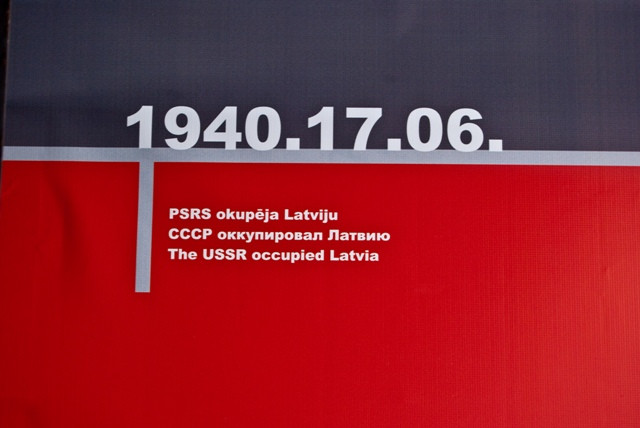 1940.17.06.
PSRS okupēja Latviju
СССР оккупировал Латвию
The USSR occupied Latvia